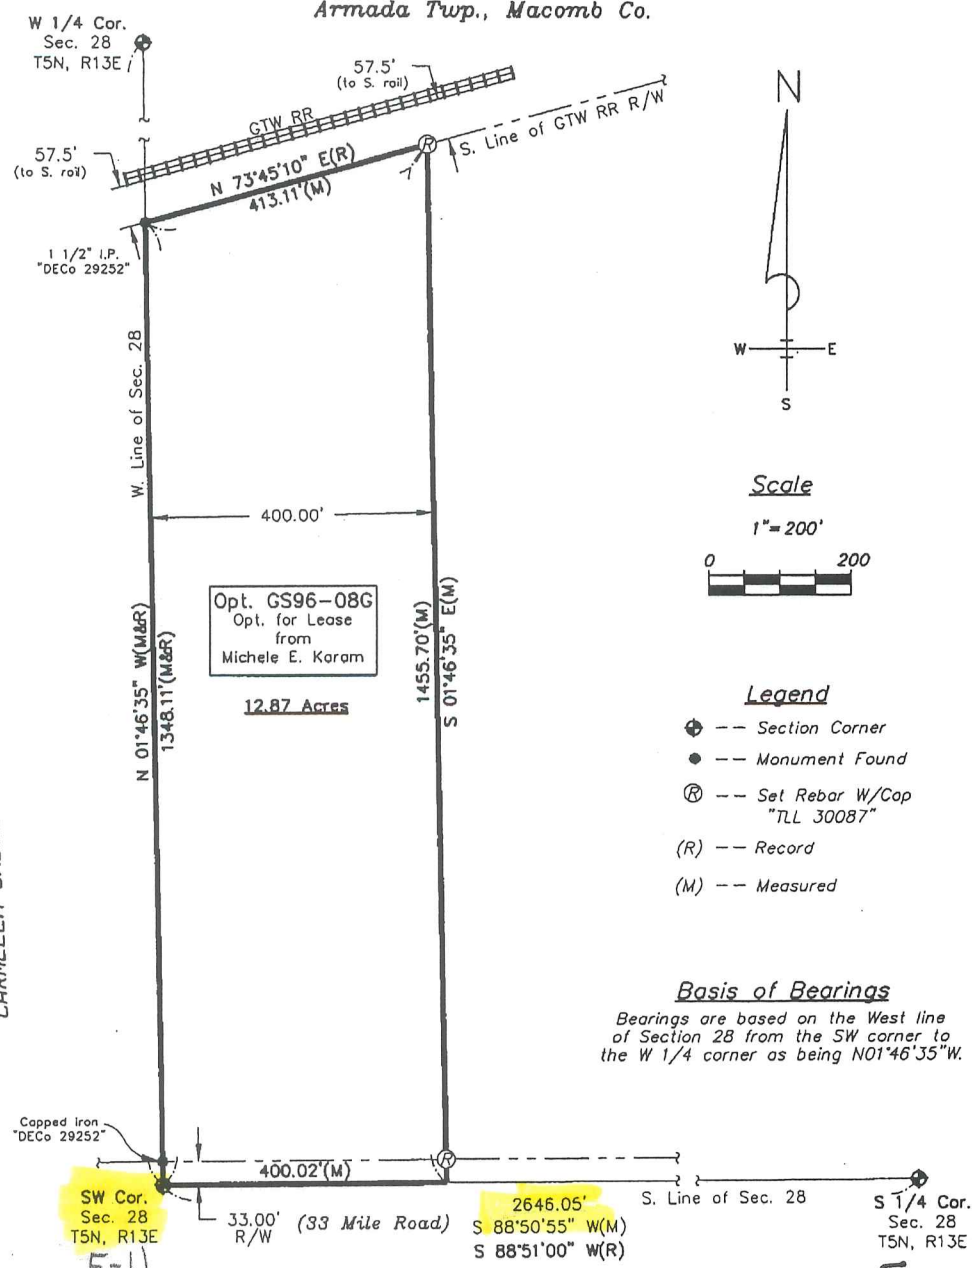 Armada Twp., Macomb Co.
W 1/4 Cor.
Sec. 28
T5N, R13E
57.5'
(to S. rail)
GTW RR
S. Line of GTW RR R/W
57.5'
(to S. rail)
N 73°45'10" E(R)
413.11'(M)
R
1 1/2" I.P.
"DECo 29252"
W. Line of Sec. 28
400.00'
N
W
E
S
Scale
1"=200'
0 200
Opt. GS96-08G
Opt. for Lease
from
Michele E. Karam
12.87 Acres
N 01°46'35" W(M&R)
1348.11'(M&R)
1455.70'(M)
S 01°46'35" E(M)
Legend
-- Section Corner
-- Monument Found
R -- Set Rebar W/Cap
"TLL 30087"
(R) -- Record
(M) -- Measured
Basis of Bearings
Bearings are based on the West line
of Section 28 from the SW corner to
the W 1/4 corner as being N01°46'35"W.
Capped Iron
"DECo 29252"
R
400.02'(M)
SW Cor.
Sec. 28
T5N, R13E
33.00'
R/W
(33 Mile Road)
2646.05'
S 88°50'55" W(M)
S 88°51'00" W(R)
S. Line of Sec. 28
S 1/4 Cor.
Sec. 28
T5N, R13E